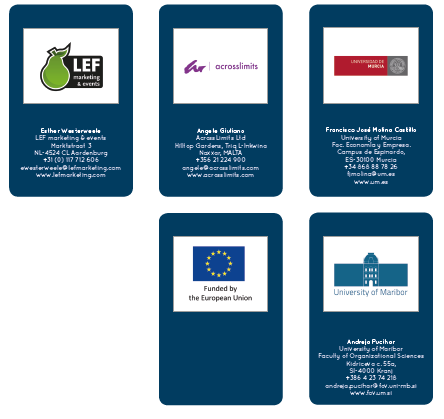 LEF
marketing
& events
Esther Westerweele
LEF marketing & events
Marktstraat 3
NL-4524 CL Aardenburg
+31 (0) 117 712 606
ewesterweele@lefmarketing.com
www.lefmarketing.com
acrosslimits
Angele Giuliano
AcrossLimits Ltd
Hilltop Gardens, Triq L-Inkwina
Naxxar, MALTA
+356 21 224 900
angele@acrosslimits.com
www.acrosslimits.com
UNIVERSIDAD DE
MURCIA
Francisco José Molina Castillo
University of Murcia
Fac. Economía y Empresa.
Campus de Espinardo,
ES-30100 Murcia
+34 868 88 78 26
fjmolina@um.es
www.um.es
Funded by
the European Union
University of Maribor
Andreja Pucihar
University of Maribor
Faculty of Organizational Sciences
Kidriceva c. 55a,
SI-4000 Kranj
+386 4 23 74 218
andreja.pucihar@fov.uni-mb.si
www.fov.um.si